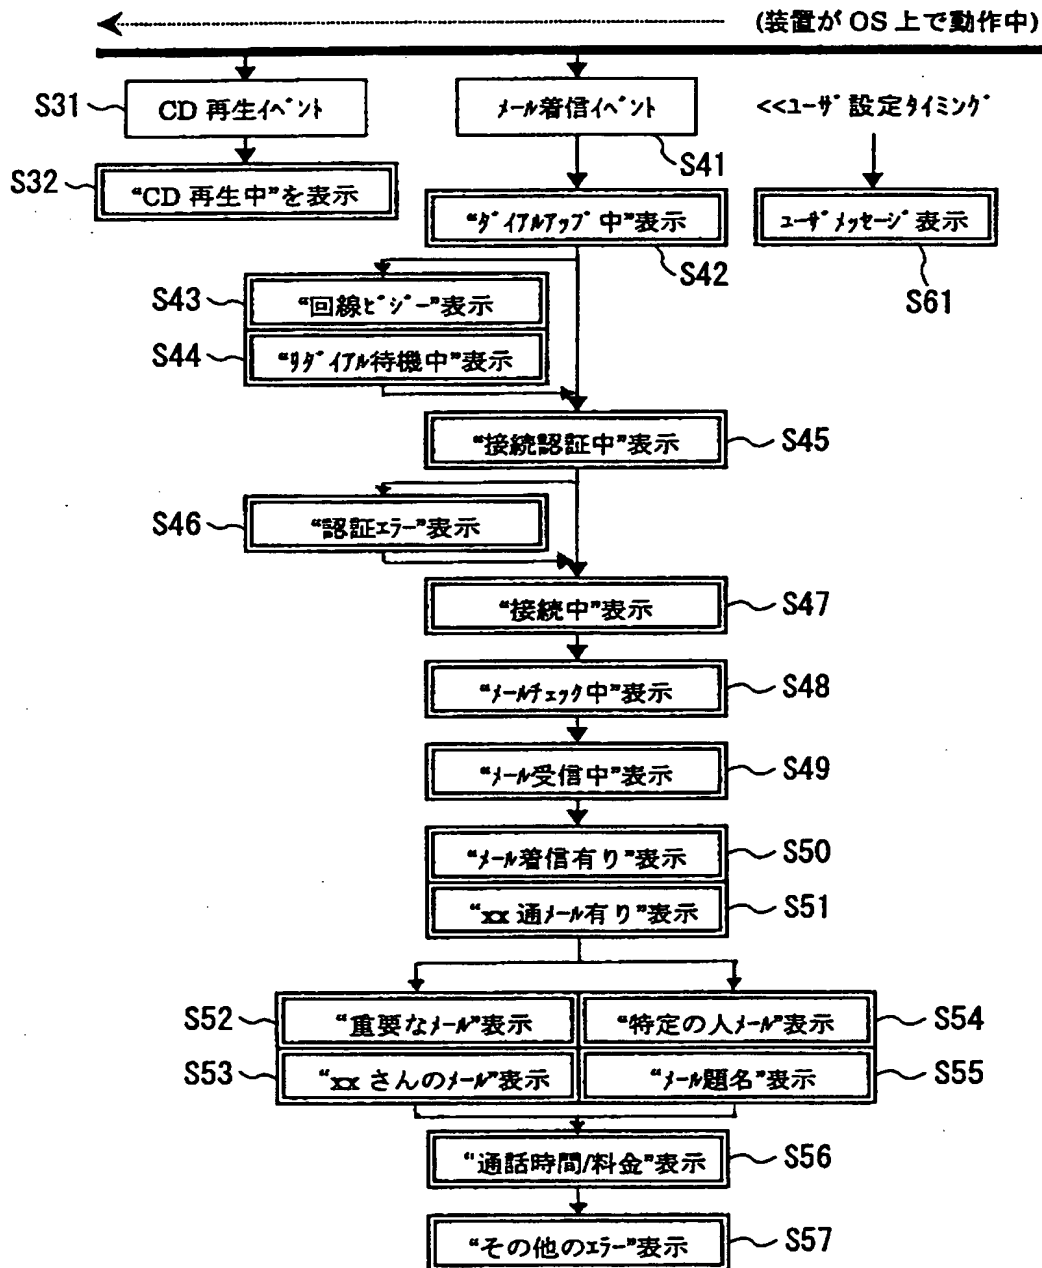 (装置が OS 上で動作中)
S31
CD 再生ｲﾍﾞﾝﾄ
ﾒｰﾙ着信ｲﾍﾞﾝﾄ
<<ﾕｰｻﾞ設定ﾀｲﾐﾝｸﾞ
S41
S32
“CD 再生中”を表示
“ﾀﾞｲｱﾙｱｯﾌﾟ中”表示
ﾕｰｻﾞﾒｯｾｰｼﾞ表示
S42
S61
S43
“回線ﾋﾞｼﾞｰ”表示
S44
“ﾘﾀﾞｲｱﾙ待機中”表示
“接続認証中”表示
S45
S46
“認証ｴﾗｰ”表示
“接続中”表示
S47
“ﾒｰﾙﾁｪｯｸ中”表示
S48
“ﾒｰﾙ受信中”表示
S49
“ﾒｰﾙ着信有り”表示
S50
“xx 通ﾒｰﾙ有り”表示
S51
S52
“重要なﾒｰﾙ”表示
“特定の人ﾒｰﾙ”表示
S54
S53
“xx さんのﾒｰﾙ”表示
“ﾒｰﾙ題名”表示
S55
“通話時間/料金”表示
S56
“その他のｴﾗｰ”表示
S57